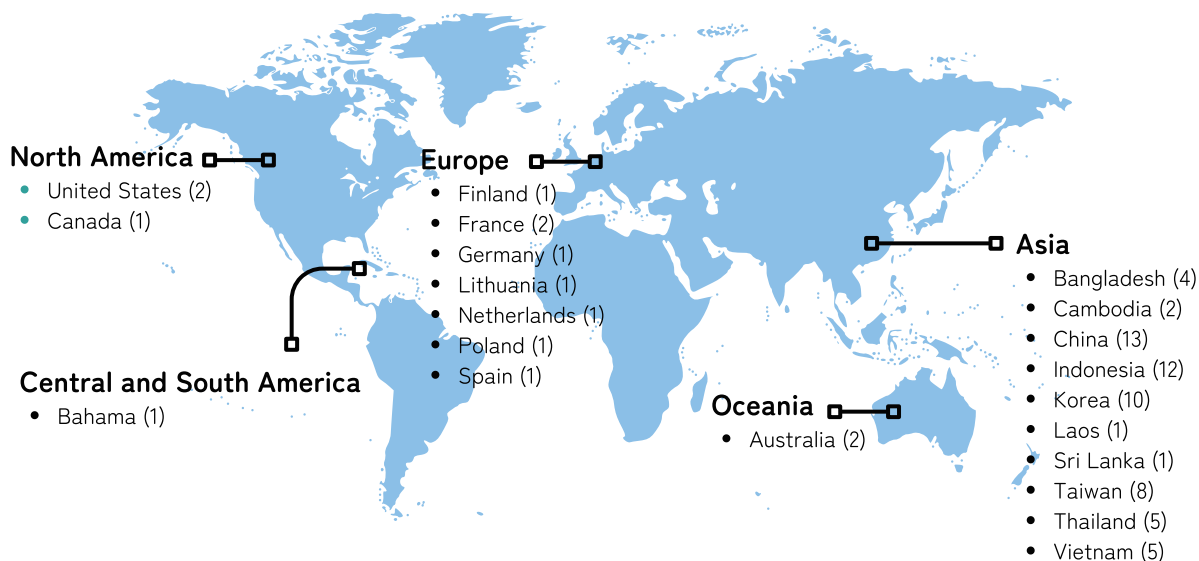 North America
United States (2)
Canada (1)
Central and South America
Bahama (1)
Europe
Finland (1)
France (2)
Germany (1)
Lithuania (1)
Netherlands (1)
Poland (1)
Spain (1)
Oceania
Australia (2)
Asia
Bangladesh (4)
Cambodia (2)
China (13)
Indonesia (12)
Korea (10)
Laos (1)
Sri Lanka (1)
Taiwan (8)
Thailand (5)
Vietnam (5)